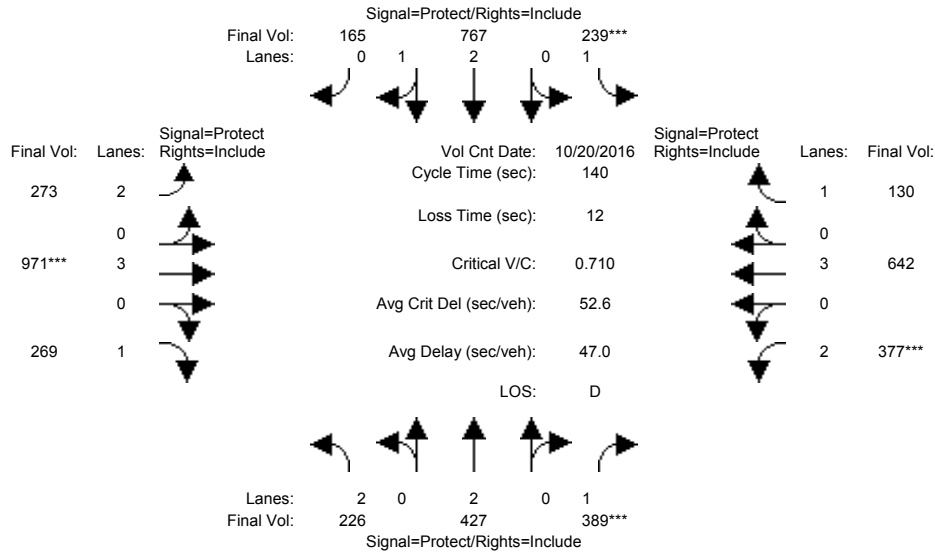 Signal=Protect/Rights=Include
Final Vol: 165 767 239***
Lanes: 0 1 2 0 1
Signal=Protect
Final Vol: Lanes: Rights=Include
Vol Cnt Date: 10/20/2016
Signal=Protect
Rights=Include Lanes: Final Vol:
Cycle Time (sec): 140
273 2
1 130
Loss Time (sec): 12
0
0
971*** 3
Critical V/C: 0.710
3 642
0
Avg Crit Del (sec/veh): 52.6
0
269 1
Avg Delay (sec/veh): 47.0
2 377***
LOS: D
Lanes: 2 0 2 0 1
Final Vol: 226 427 389***
Signal=Protect/Rights=Include